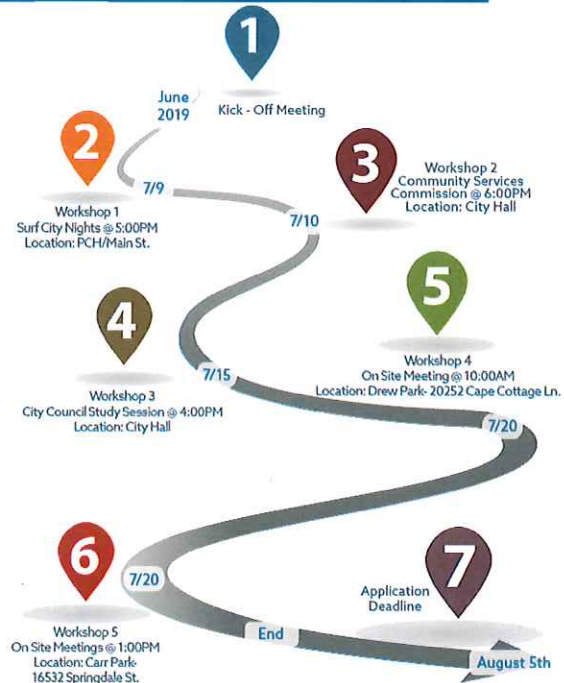 1
June
2019
Kick - Off Meeting
2
7/9
Workshop 1
Surf City Nights @ 5:00PM
Location: PCH/Main St.
3
Workshop 2
Community Services
Commission @ 6:00PM
Location: City Hall
7/10
4
7/15
Workshop 3
City Council Study Session @ 4:00PM
Location: City Hall
5
Workshop 4
On Site Meeting @ 10:00AM
Location: Drew Park- 20252 Cape Cottage Ln.
7/20
6
7/20
Workshop 5
On Site Meetings @ 1:00PM
Location: Carr Park-
16532 Springdale St.
7
Application
Deadline
End
August 5th